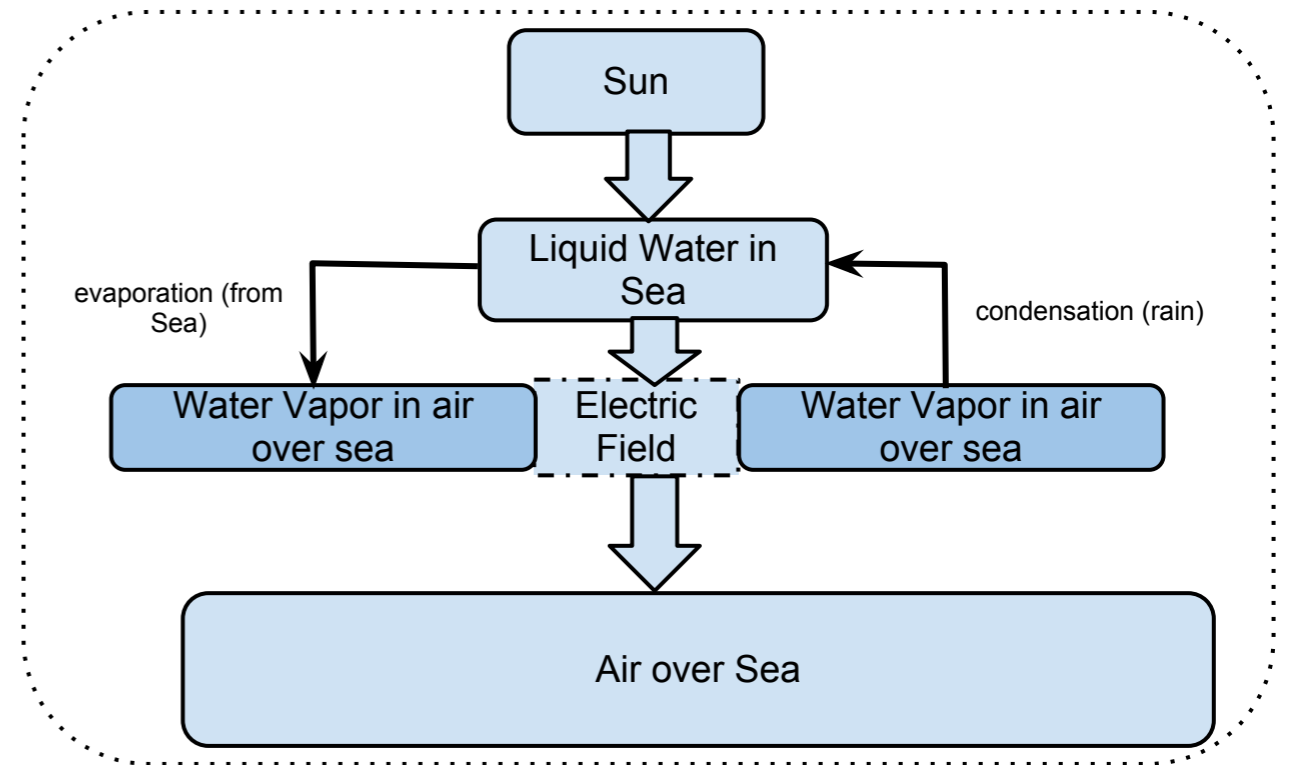 Sun
Liquid Water in
Sea
evaporation (from
Sea)
condensation (rain)
Water Vapor in air
over sea
Electric
Field
Water Vapor in air
over sea
Air over Sea